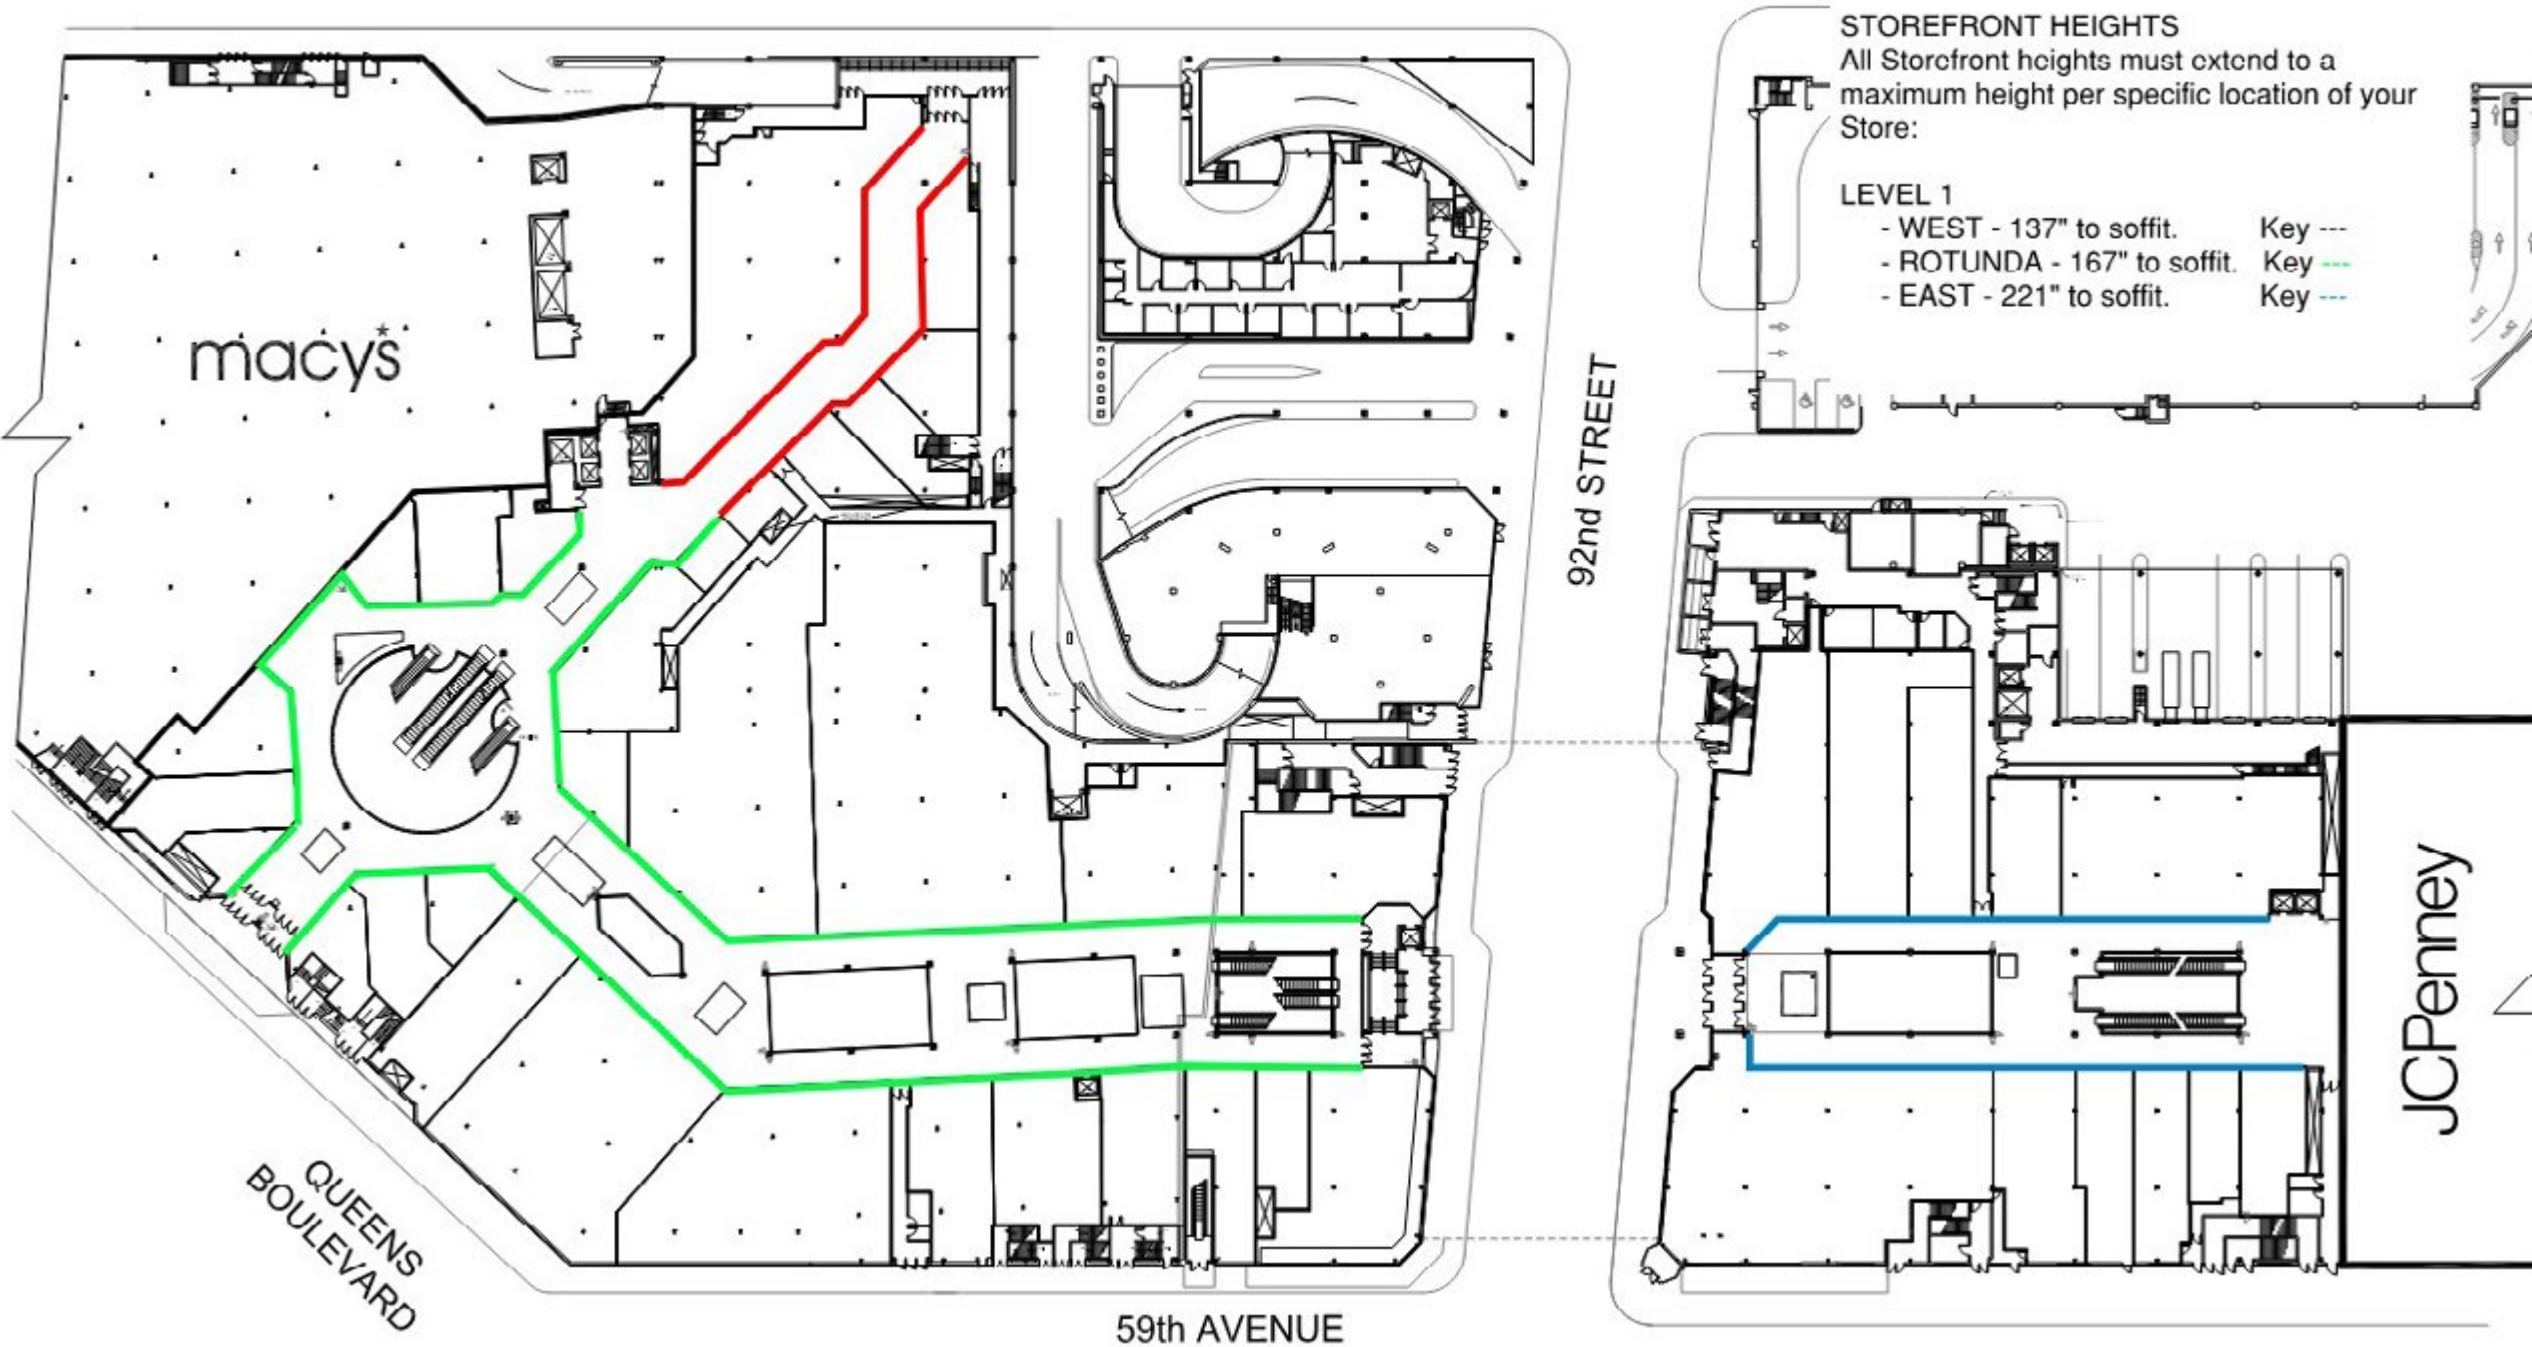 STOREFRONT HEIGHTS
All Storefront heights must extend to a
maximum height per specific location of your
Store:
LEVEL 1
- WEST - 137" to soffit. Key ---
- ROTUNDA - 167" to soffit. Key ---
- EAST - 221" to soffit. Key ---
macy*s
92nd STREET
JCPenney
QUEENS
BOULEVARD
59th AVENUE